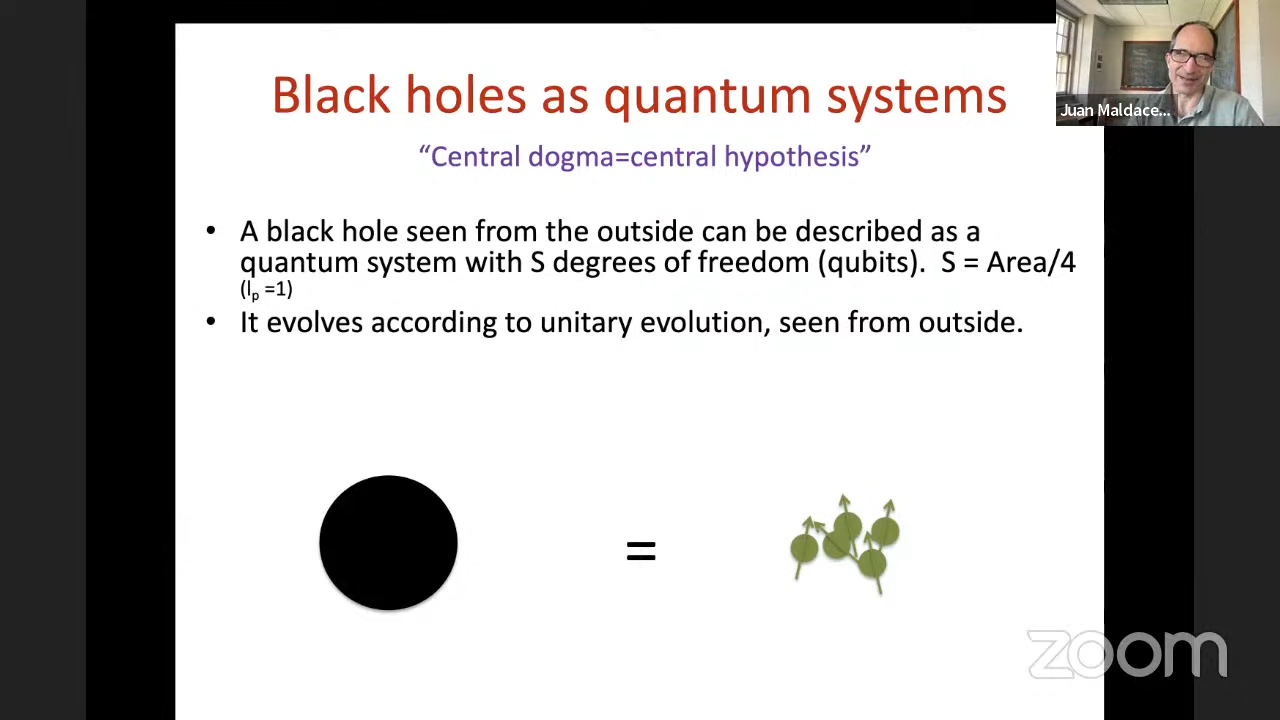 Black holes as quantum systems
“Central dogma=central hypothesis”
Juan Maldace...
• A black hole seen from the outside can be described as a
quantum system with S degrees of freedom (qubits).  S = Area/4
(lp =1)
• It evolves according to unitary evolution, seen from outside.
=
zoom